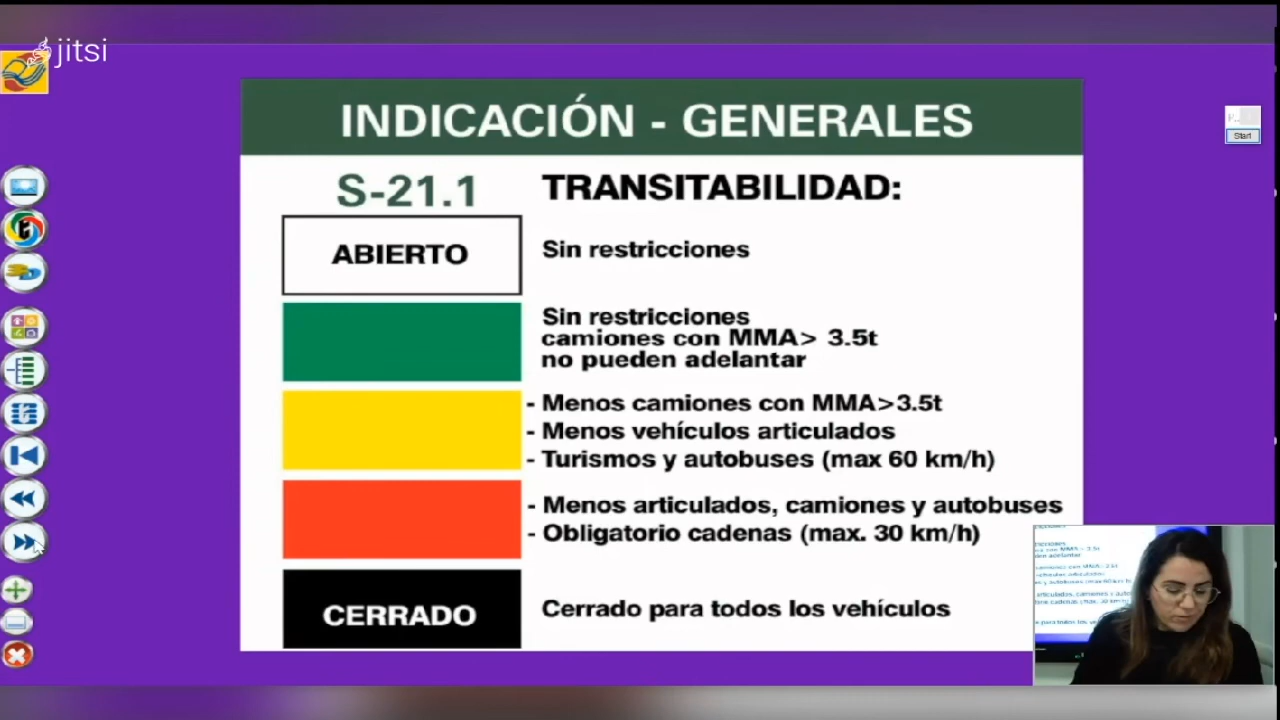 jitsi
INDICACIÓN - GENERALES
S-21.1
TRANSITABILIDAD:
ABIERTO
Sin restricciones
Sin restricciones
camiones con MMA> 3.5t
no pueden adelantar
- Menos camiones con MMA>3.5t
- Menos vehículos articulados
- Turismos y autobuses (max 60 km/h)
- Menos articulados, camiones y autobuses
- Obligatorio cadenas (max. 30 km/h)
CERRADO
Cerrado para todos los vehículos
Start